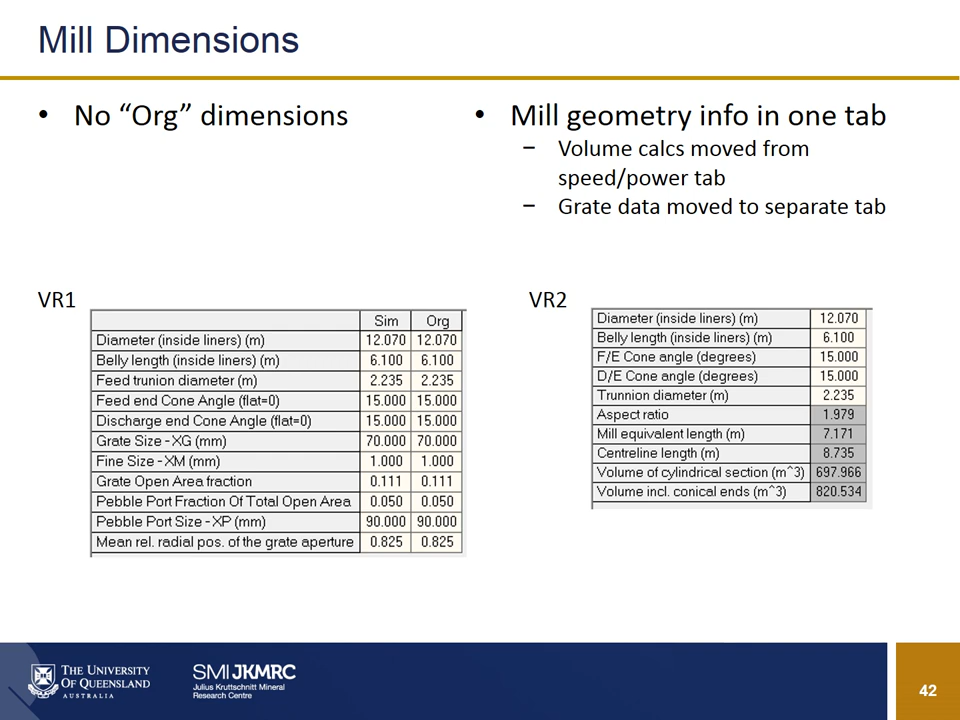 Mill Dimensions
• No “Org” dimensions
• Mill geometry info in one tab
− Volume calcs moved from
speed/power tab
− Grate data moved to separate tab
VR1
Sim Org
Diameter (inside liners) (m) 12.070 12.070
Belly length (inside liners) (m) 6.100 6.100
Feed trunion diameter (m) 2.235 2.235
Feed end Cone Angle (flat=0) 15.000 15.000
Discharge end Cone Angle (flat=0) 15.000 15.000
Grate Size - XG (mm) 70.000 70.000
Fine Size - XM (mm) 1.000 1.000
Grate Open Area fraction 0.111 0.111
Pebble Port Fraction Of Total Open Area 0.050 0.050
Pebble Port Size - XP (mm) 90.000 90.000
Mean rel. radial pos. of the grate aperture 0.825 0.825
VR2
Diameter (inside liners) (m) 12.070
Belly length (inside liners) (m) 6.100
F/E Cone angle (degrees) 15.000
D/E Cone angle (degrees) 15.000
Trunnion diameter (m) 2.235
Aspect ratio 1.979
Mill equivalent length (m) 7.171
Centreline length (m) 8.735
Volume of cylindrical section (m^3) 697.966
Volume incl. conical ends (m^3) 820.534
THE UNIVERSITY
OF QUEENSLAND
AUSTRALIA
SMI JKMRC
Julius Kruttschnitt Mineral
Research Centre
42